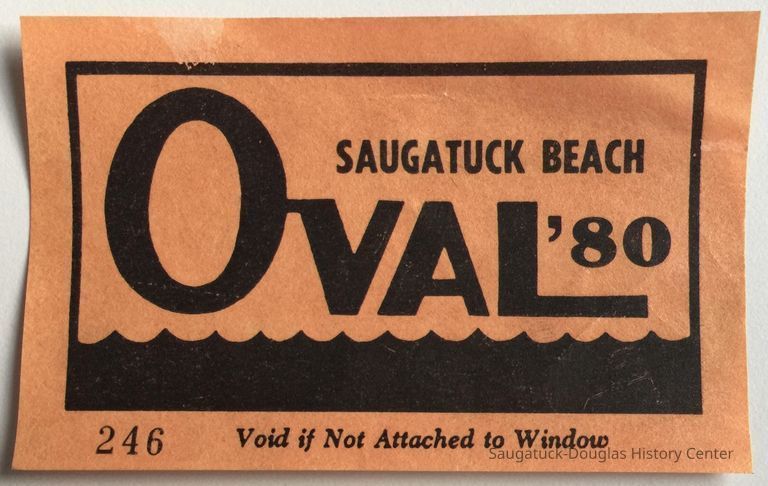 SAUGATUCK BEACH
OVAL '80
246 Void if Not Attached to Window
Saugatuck-Douglas History Center